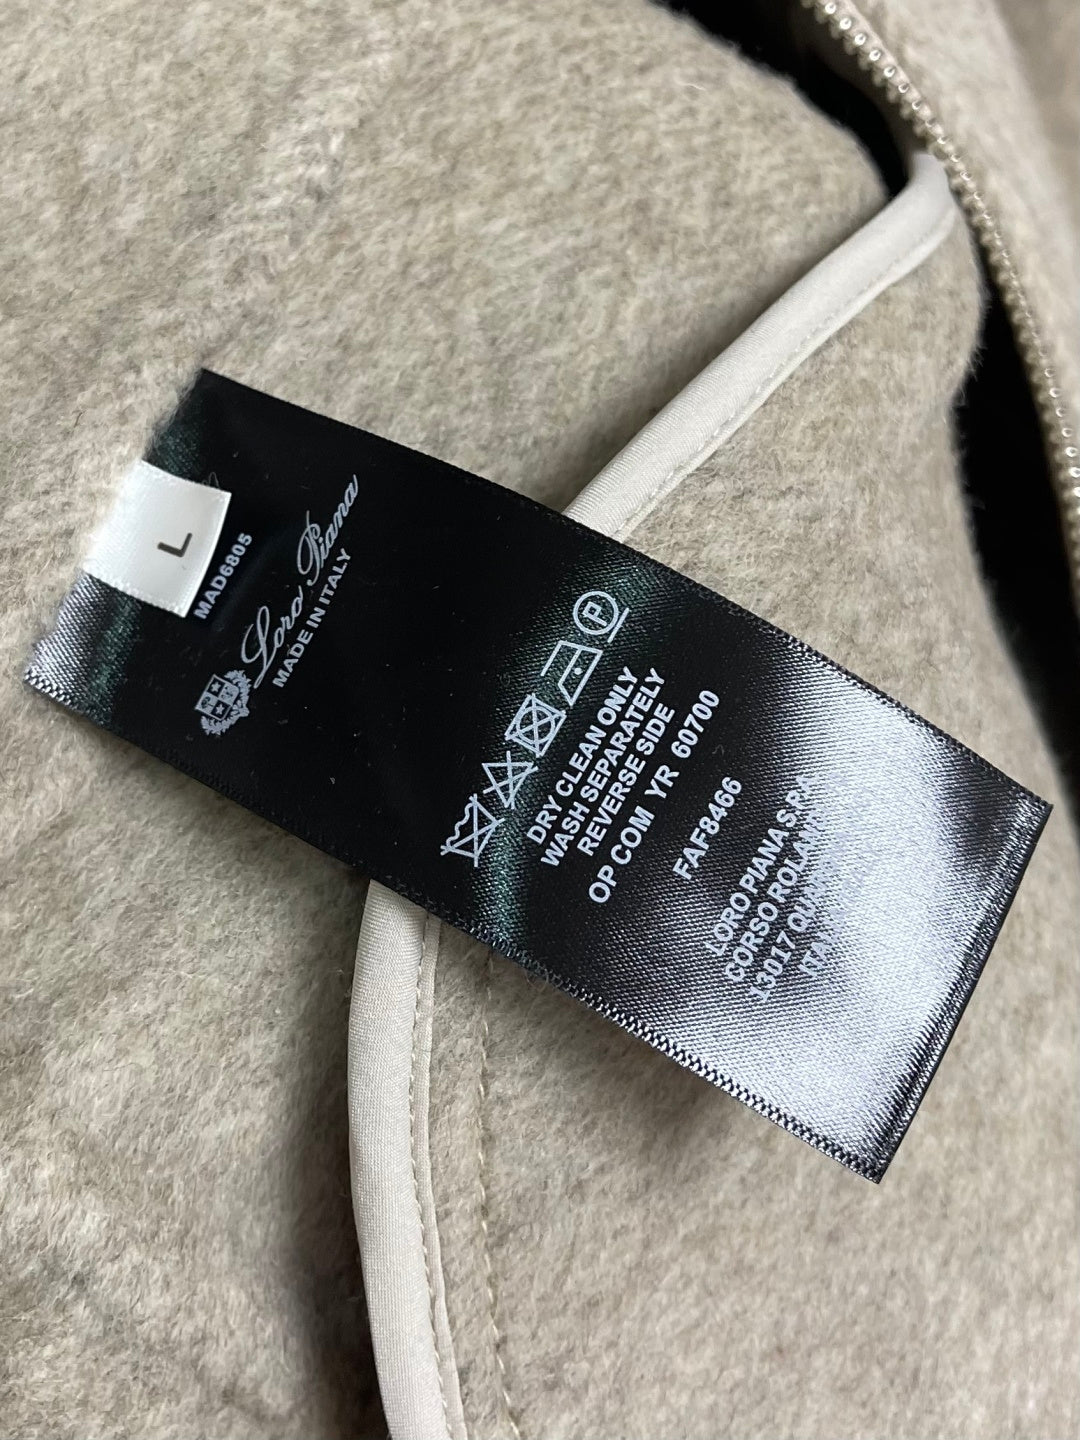 L
MAD6805
Loro Piana
MADE IN ITALY
P
DRY CLEAN ONLY
WASH SEPARATELY
REVERSE SIDE
OP COM YR 60700
FAF8466
LORO PIANA S.P.A
CORSO
13017